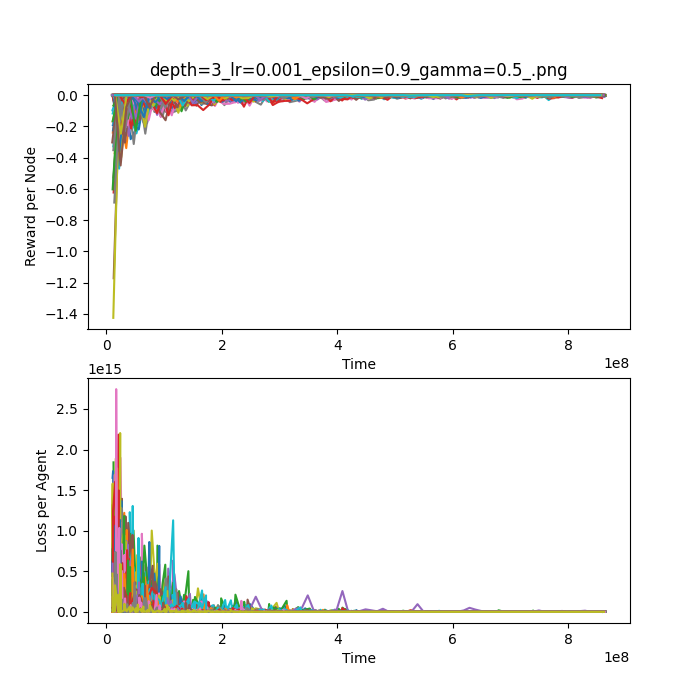 depth=3_lr=0.001_epsilon=0.9_gamma=0.5_.png
0.0
−0.2
−0.4
−0.6
−0.8
−1.0
−1.2
−1.4
Reward per Node
0 2 4 6 8
Time
1e8
1e15
2.5
2.0
1.5
1.0
0.5
0.0
Loss per Agent
0 2 4 6 8
Time
1e8